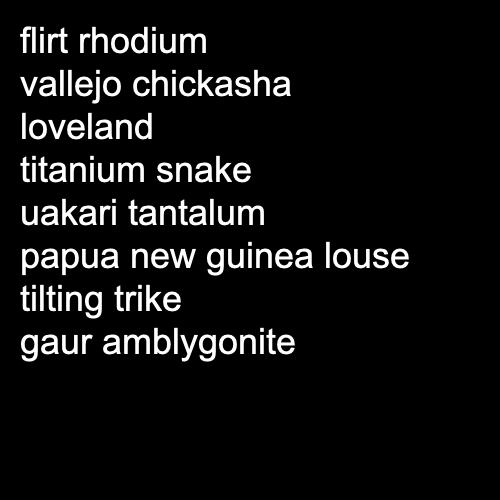 flirt rhodium
vallejo chickasha
loveland
titanium snake
uakari tantalum
papua new guinea louse
tilting trike
gaur amblygonite